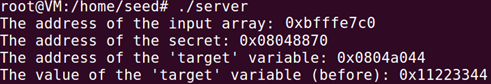 root@VM:/home/seed# ./server
The address of the input array: 0xbfffe7c0
The address of the secret: 0x08048870
The address of the 'target' variable: 0x0804a044
The value of the 'target' variable (before): 0x11223344